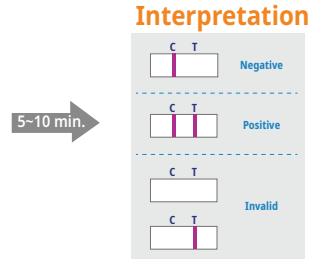 Interpretation
C T
Negative
5~10 min.
C T
Positive
C T
Invalid
C T